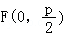 F(0, p/2)